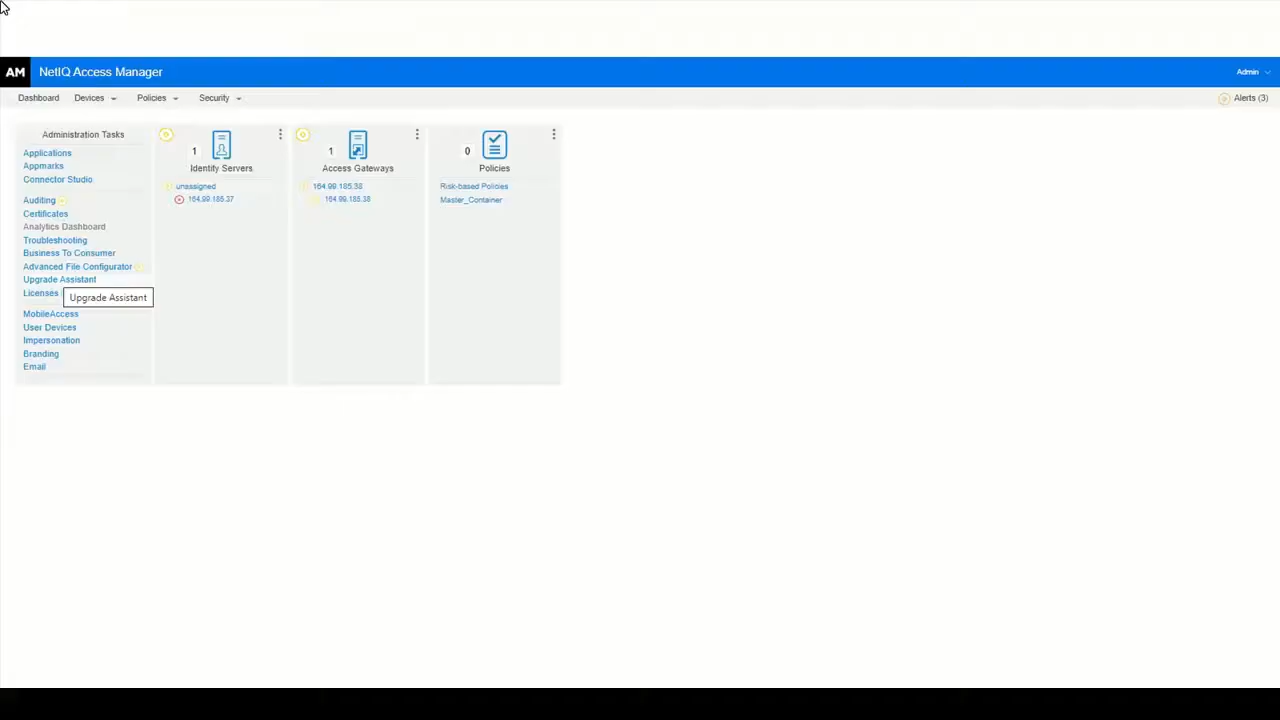 AM NetIQ Access Manager Admin
Dashboard Devices Policies Security Alerts (3)
Administration Tasks
Applications
Appmarks
Connector Studio
Auditing
Certificates
Analytics Dashboard
Troubleshooting
Business To Consumer
Advanced File Configurator
Upgrade Assistant
Licenses
Upgrade Assistant
MobileAccess
User Devices
Impersonation
Branding
Email
1
Identity Servers
unassigned
164.99.185.37
1
Access Gateways
164.99.185.38
164.99.185.38
0
Policies
Risk-based Policies
Master_Container